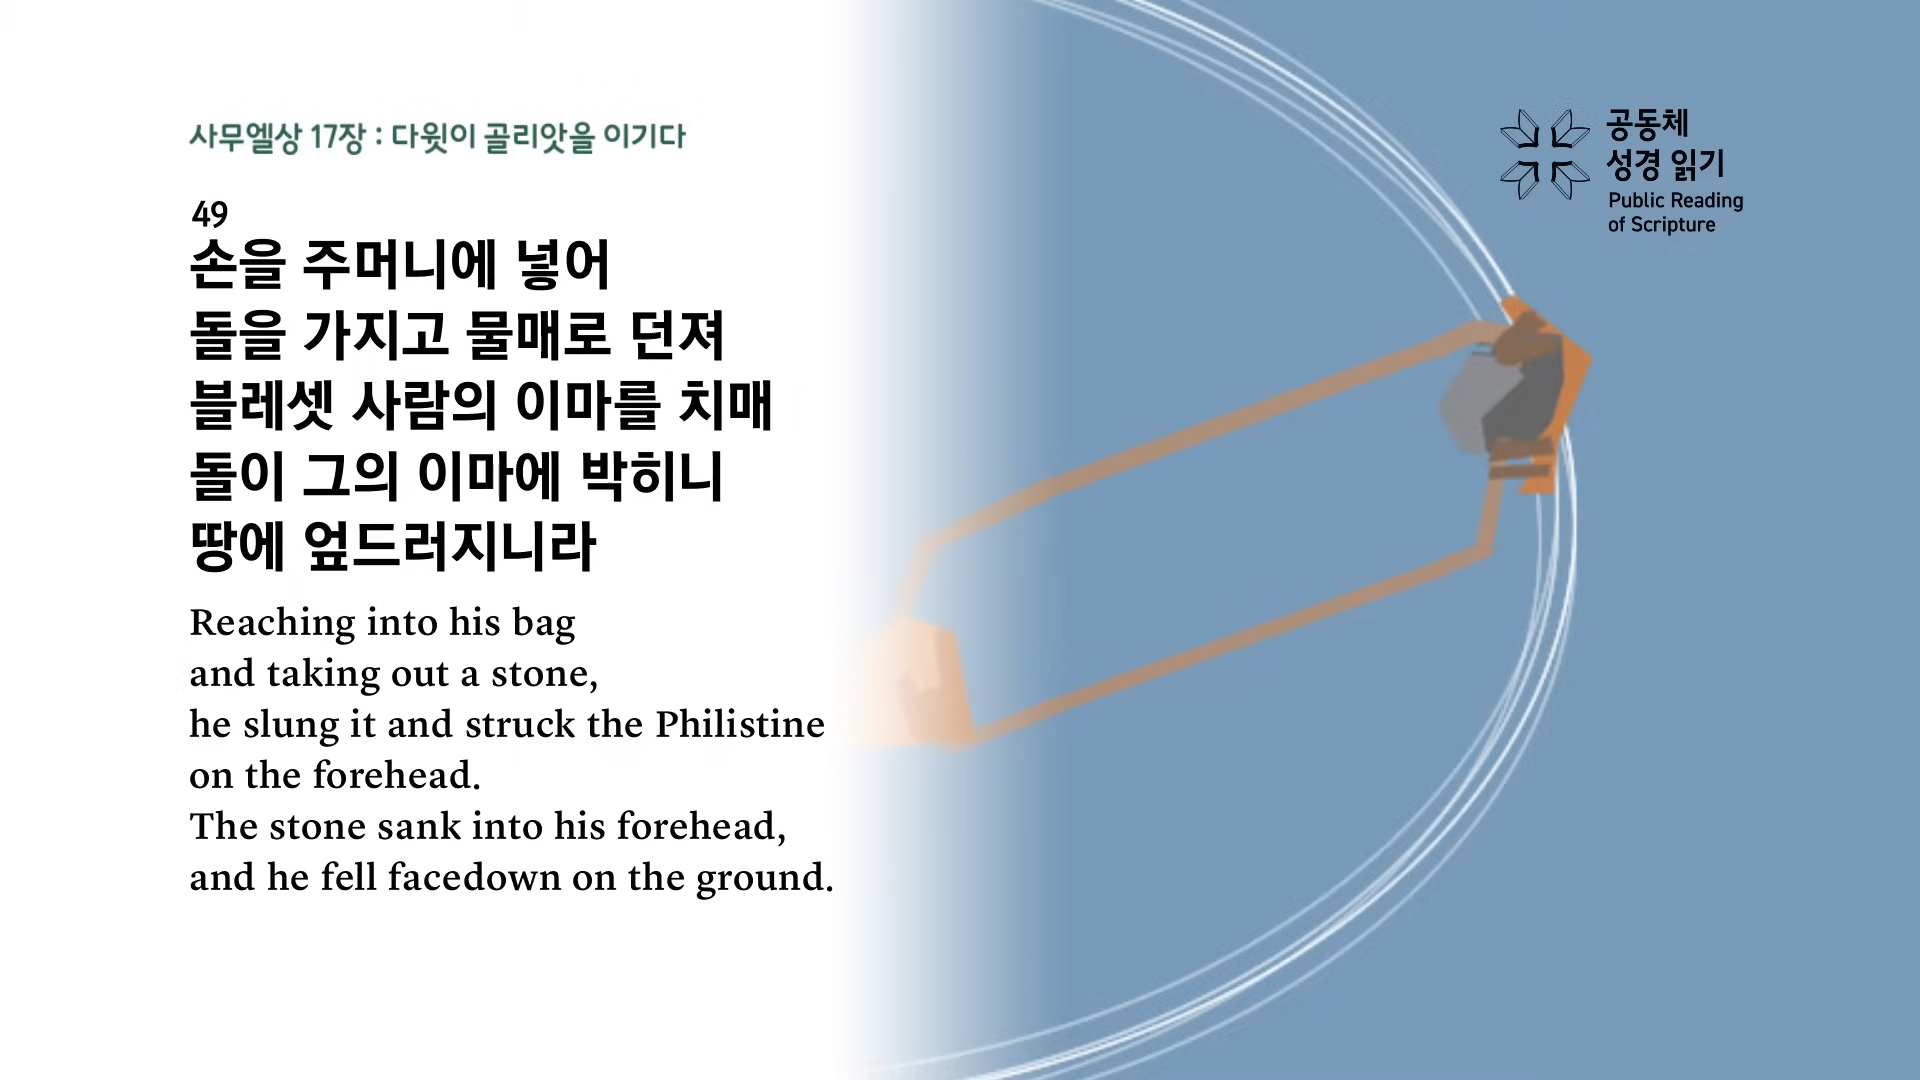 사무엘상 17장 : 다윗이 골리앗을 이기다
49
손을 주머니에 넣어
돌을 가지고 물매로 던져
블레셋 사람의 이마를 치매
돌이 그의 이마에 박히니
땅에 엎드러지니라
Reaching into his bag
and taking out a stone,
he slung it and struck the Philistine
on the forehead.
The stone sank into his forehead,
and he fell facedown on the ground.
공동체
성경 읽기
Public Reading
of Scripture